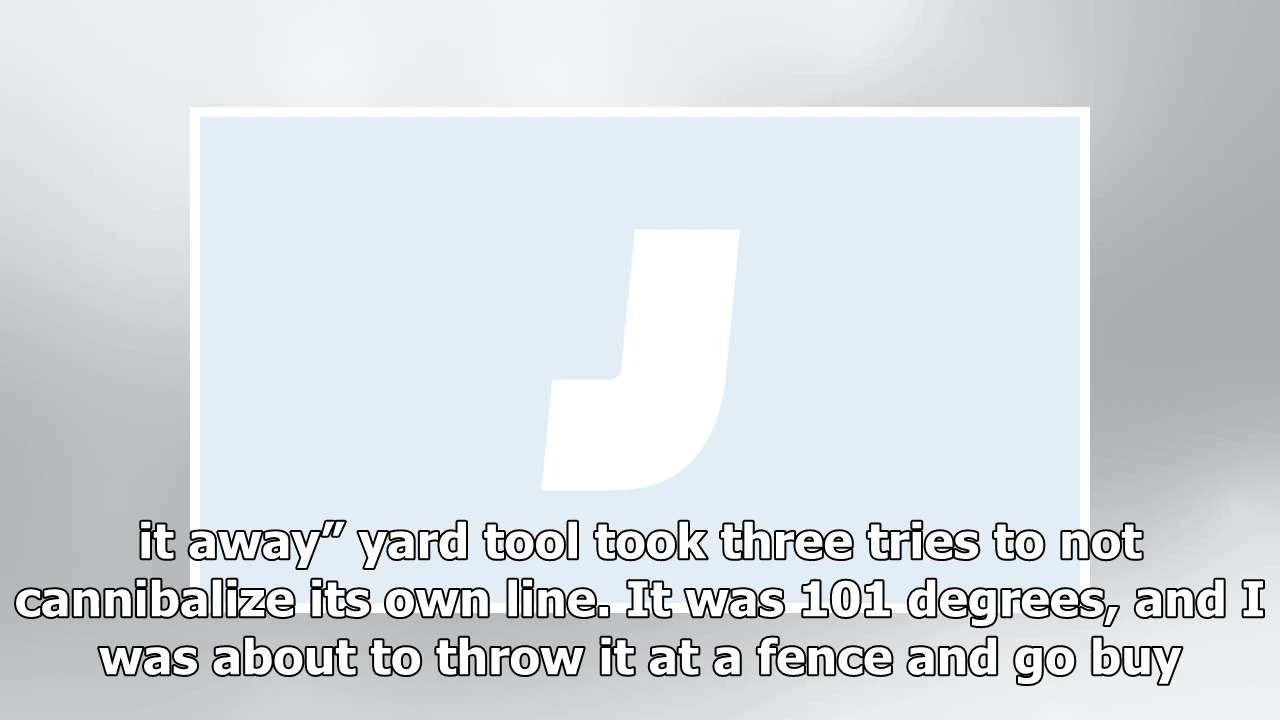 J
it away” yard tool took three tries to not
cannibalize its own line. It was 101 degrees, and I
was about to throw it at a fence and go buy